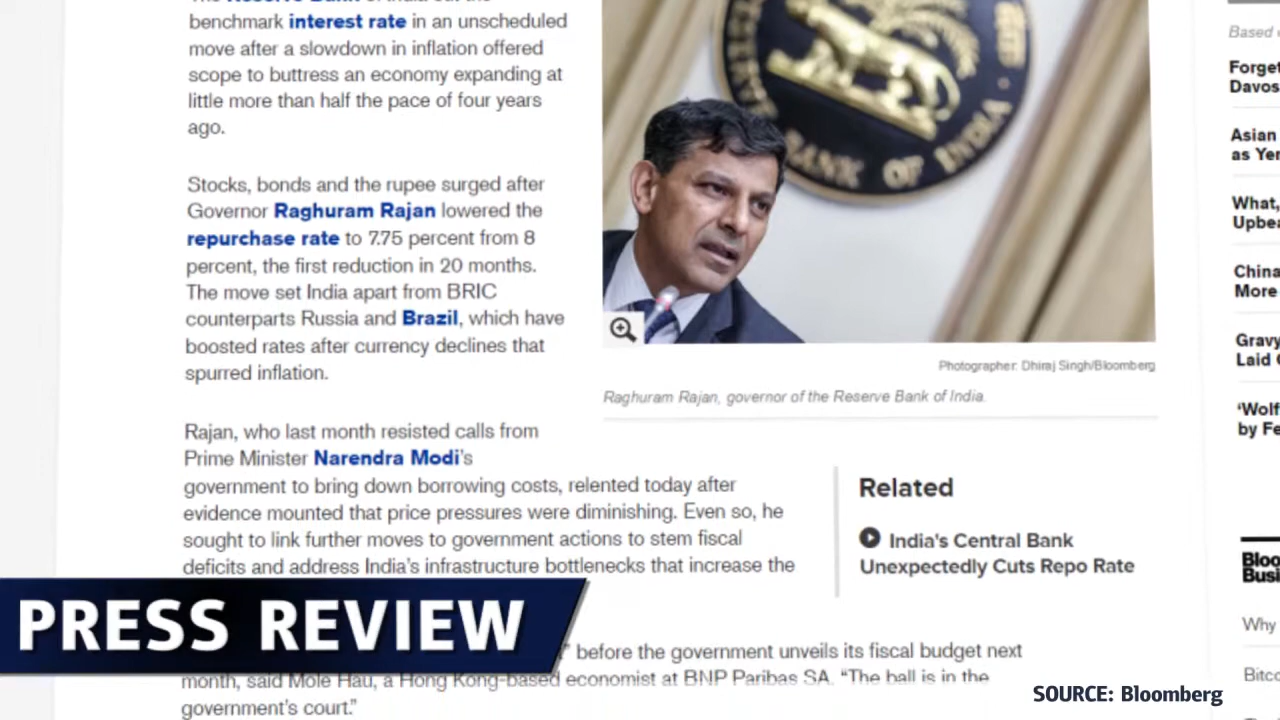 benchmark interest rate in an unscheduled
move after a slowdown in inflation offered
scope to buttress an economy expanding at
little more than half the pace of four years
ago.
Stocks, bonds and the rupee surged after
Governor Raghuram Rajan lowered the
repurchase rate to 7.75 percent from 8
percent, the first reduction in 20 months.
The move set India apart from BRIC
counterparts Russia and Brazil, which have
boosted rates after currency declines that
spurred inflation.
Rajan, who last month resisted calls from
Prime Minister Narendra Modi's
government to bring down borrowing costs, relented today after
evidence mounted that price pressures were diminishing. Even so, he
sought to link further moves to government actions to stem fiscal
deficits and address India's infrastructure bottlenecks that increase the
" before the government unveils its fiscal budget next
month, said Mole Hau, a Hong Kong-based economist at BNP Paribas SA. “The ball is in the
government's court.”
BANK OF INDIA
Photographer: Dhiraj Singh/Bloomberg
Raghuram Rajan, governor of the Reserve Bank of India.
Related
India's Central Bank
Unexpectedly Cuts Repo Rate
Based
Forget
Davos
Asian
as Yen
What,
Upbea
China
More
Gravy
Laid
‘Wolf
by Fe
Bloo
Busi
Why
Bitco
PRESS REVIEW
SOURCE: Bloomberg